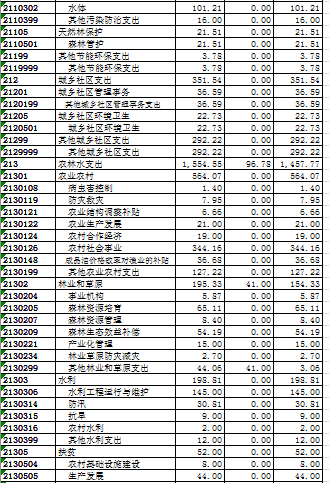 2110302 水体 101.21 0.00 101.21
2110399 其他污染防治支出 16.00 0.00 16.00
21105 天然林保护 21.51 0.00 21.51
2110501 森林管护 21.51 0.00 21.51
21199 其他节能环保支出 3.78 0.00 3.78
2119999 其他节能环保支出 3.78 0.00 3.78
212 城乡社区支出 351.54 0.00 351.54
21201 城乡社区管理事务 36.59 0.00 36.59
2120199 其他城乡社区管理事务支出 36.59 0.00 36.59
21205 城乡社区环境卫生 22.73 0.00 22.73
2120501 城乡社区环境卫生 22.73 0.00 22.73
21299 其他城乡社区支出 292.22 0.00 292.22
2129999 其他城乡社区支出 292.22 0.00 292.22
213 农林水支出 1,554.55 96.78 1,457.77
21301 农业农村 564.07 0.00 564.07
2130108 病虫害控制 1.40 0.00 1.40
2130119 防灾救灾 7.95 0.00 7.95
2130121 农业结构调整补贴 6.66 0.00 6.66
2130122 农业生产发展 21.00 0.00 21.00
2130124 农村合作经济 19.00 0.00 19.00
2130126 农村社会事业 344.16 0.00 344.16
2130148 成品油价格改革对渔业的补贴 36.68 0.00 36.68
2130199 其他农业农村支出 127.22 0.00 127.22
21302 林业和草原 195.33 41.00 154.33
2130204 事业机构 5.87 0.00 5.87
2130205 森林资源培育 65.11 0.00 65.11
2130207 森林资源管理 8.40 0.00 8.40
2130209 森林生态效益补偿 54.19 0.00 54.19
2130221 产业化管理 15.00 0.00 15.00
2130234 林业草原防灾减灾 2.70 0.00 2.70
2130299 其他林业和草原支出 44.06 41.00 3.06
21303 水利 198.81 0.00 198.81
2130306 水利工程运行与维护 145.00 0.00 145.00
2130314 防汛 30.81 0.00 30.81
2130315 抗旱 9.00 0.00 9.00
2130316 农村水利 2.00 0.00 2.00
2130399 其他水利支出 12.00 0.00 12.00
21305 扶贫 52.00 0.00 52.00
2130504 农村基础设施建设 8.00 0.00 8.00
2130505 生产发展 44.00 0.00 44.00